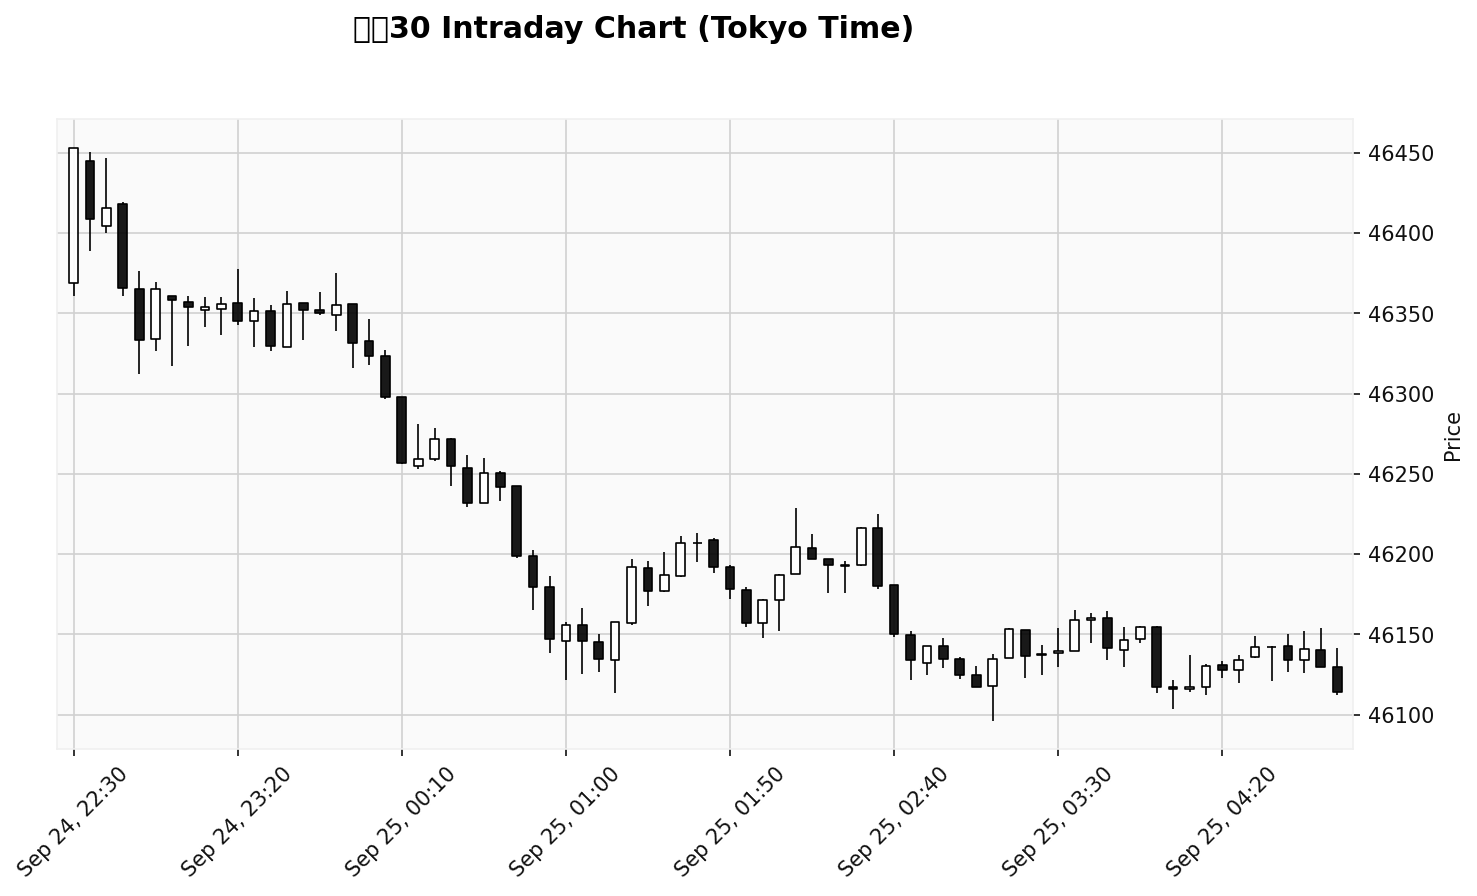 30 Intraday Chart (Tokyo Time)
46450
46400
46350
46300
46250
46200
46150
46100
Price
Sep 24, 22:30
Sep 24, 23:20
Sep 25, 00:10
Sep 25, 01:00
Sep 25, 01:50
Sep 25, 02:40
Sep 25, 03:30
Sep 25, 04:20